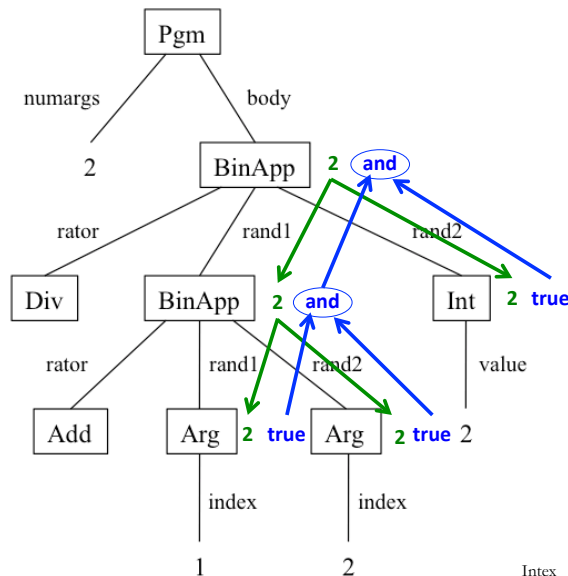 Pgm
numargs body
2
BinApp 2 and
rator rand1 rand2
Div BinApp 2 and Int 2 true
rator rand1 rand2 value
Add Arg 2 true Arg 2 true 2
index index
1 2
Intex